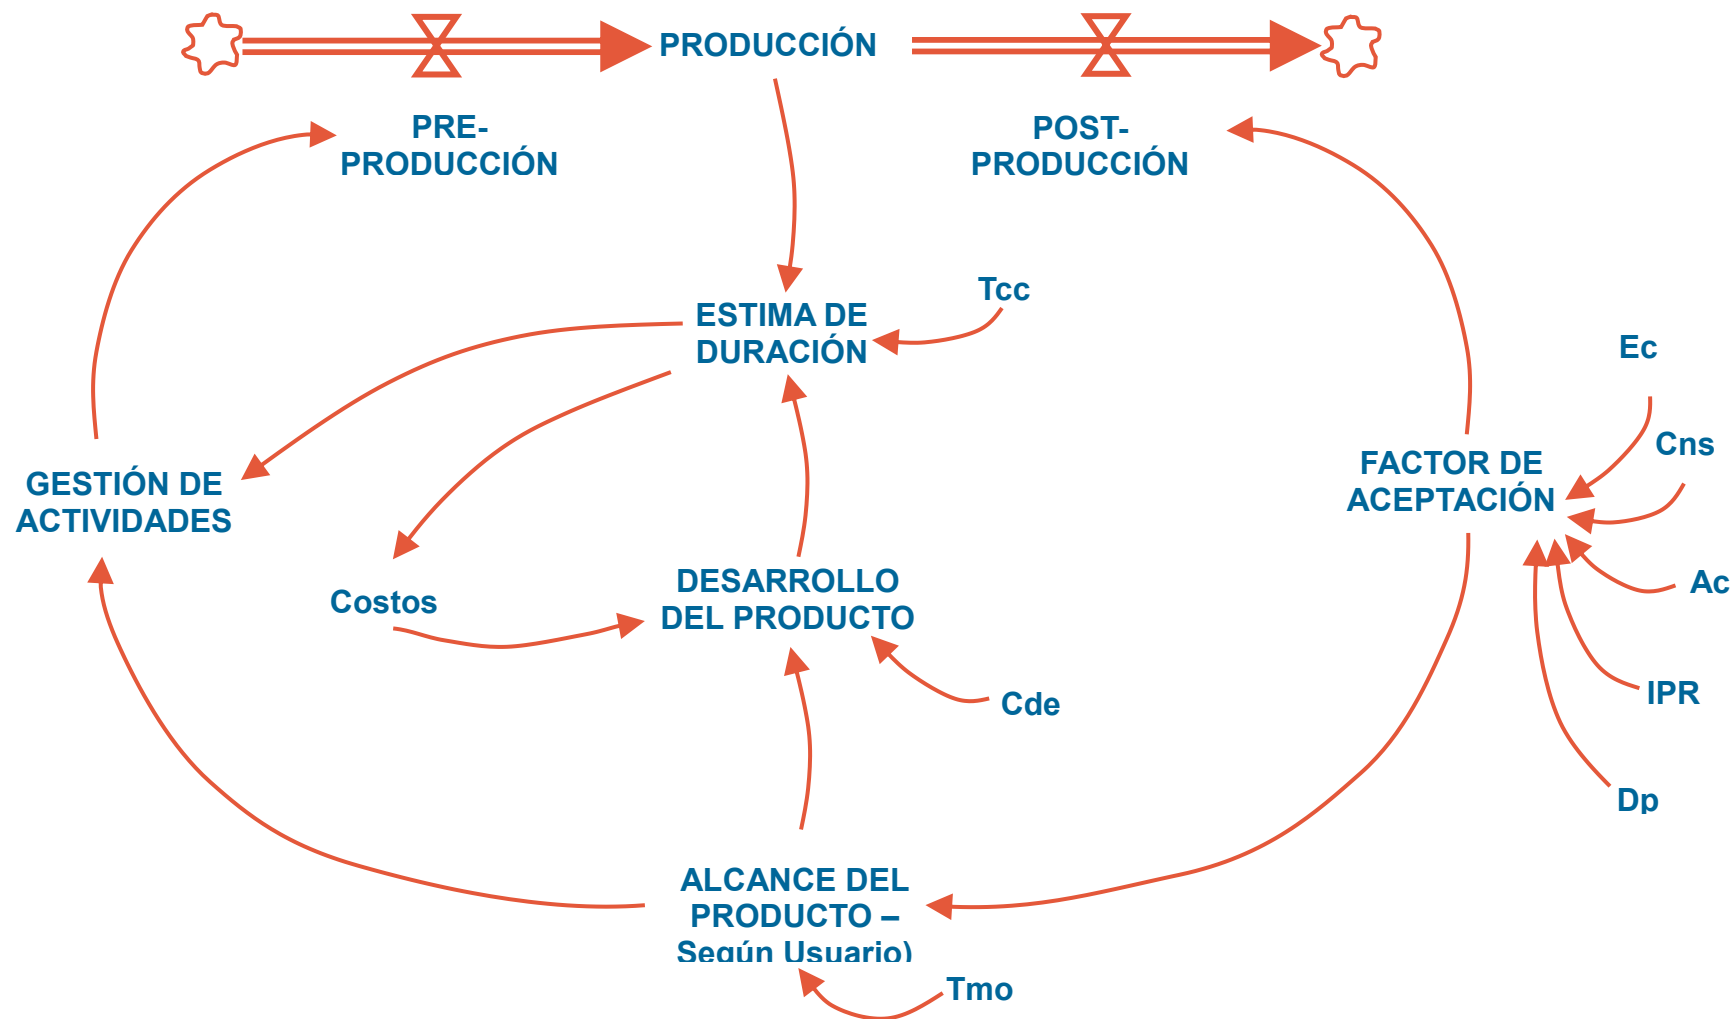 PRODUCCIÓN
PRE-
PRODUCCIÓN
POST-
PRODUCCIÓN
Tcc
ESTIMA DE
DURACIÓN
Ec
Cns
FACTOR DE
ACEPTACIÓN
GESTIÓN DE
ACTIVIDADES
Costos
DESARROLLO
DEL PRODUCTO
Ac
IPR
Cde
Dp
ALCANCE DEL
PRODUCTO –
Según Usuario)
Tmo